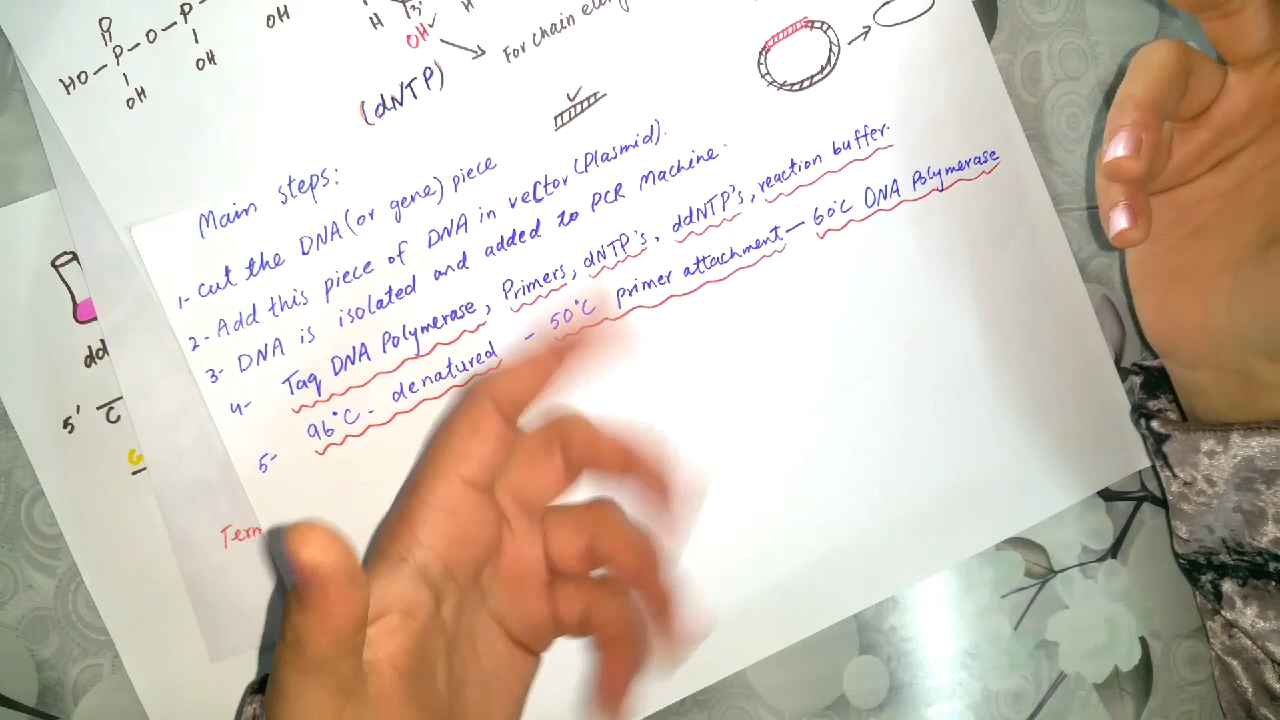 P
HO P O P
OH OH OH
H 3' H
OH
For chain
(dNTP)
Main steps:
1- cut the DNA (or gene) piece
2- Add this piece of DNA in vector (Plasmid).
3- DNA is isolated and added to PCR Machine.
4- Taq DNA Polymerase, Primers, dNTP's, ddNTP's, reaction buffer.
5- 96°C - denatured - 50°C primer attachment - 60°C DNA Polymerase
dd
5' C
G